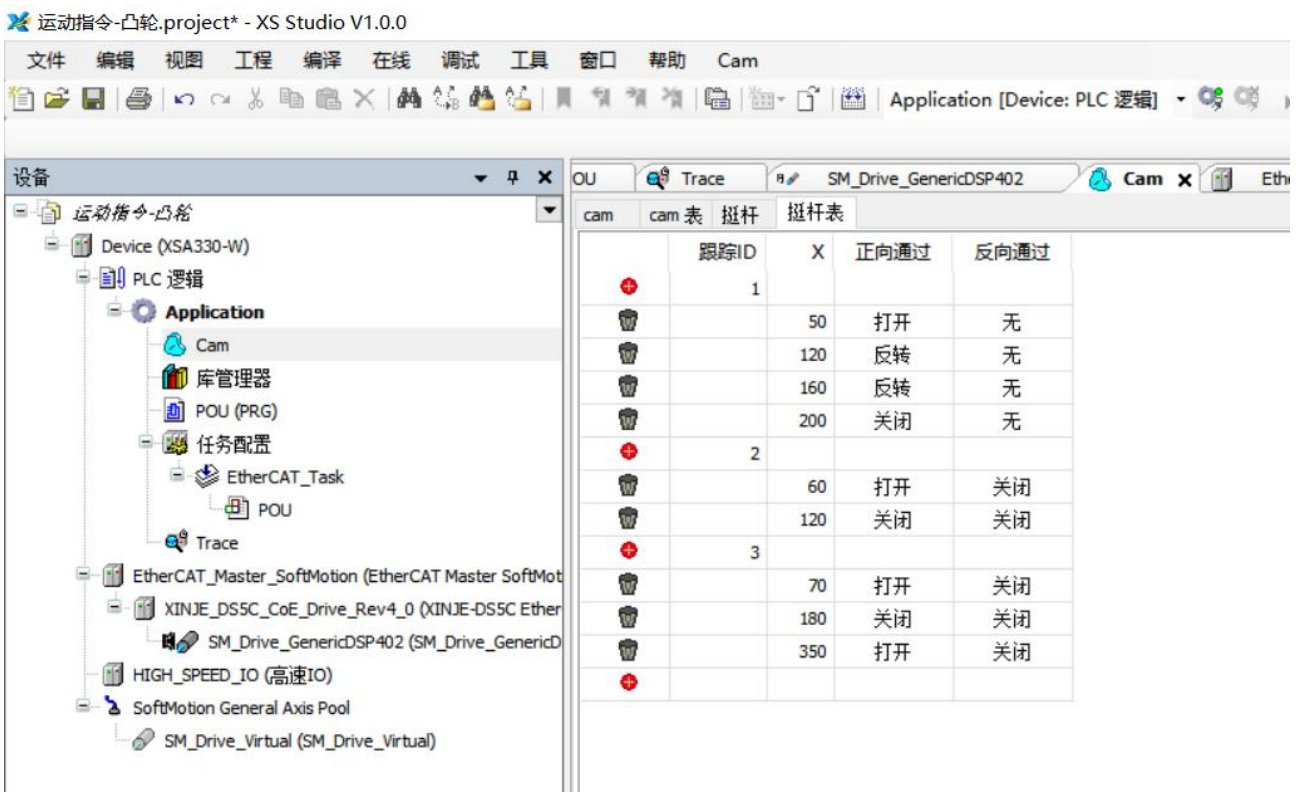 运动指令-凸轮.project* - XS Studio V1.0.0
文件 编辑 视图 工程 编译 在线 调试 工具 窗口 帮助 Cam
Application [Device: PLC 逻辑]
设备
OU Trace SM_Drive_GenericDSP402 Cam Eth
cam cam 表 挺杆 挺杆表
运动指令-凸轮
Device (XSA330-W)
PLC 逻辑
Application
Cam
库管理器
POU (PRG)
任务配置
EtherCAT_Task
POU
Trace
EtherCAT_Master_SoftMotion (EtherCAT Master SoftMot
XINJE_DS5C_CoE_Drive_Rev4_0 (XINJE-DS5C Ether
SM_Drive_GenericDSP402 (SM_Drive_GenericD
HIGH_SPEED_IO (高速IO)
SoftMotion General Axis Pool
SM_Drive_Virtual (SM_Drive_Virtual)
跟踪ID X 正向通过 反向通过
1
50 打开 无
120 反转 无
160 反转 无
200 关闭 无
2
60 打开 关闭
120 关闭 关闭
3
70 打开 关闭
180 关闭 关闭
350 打开 关闭